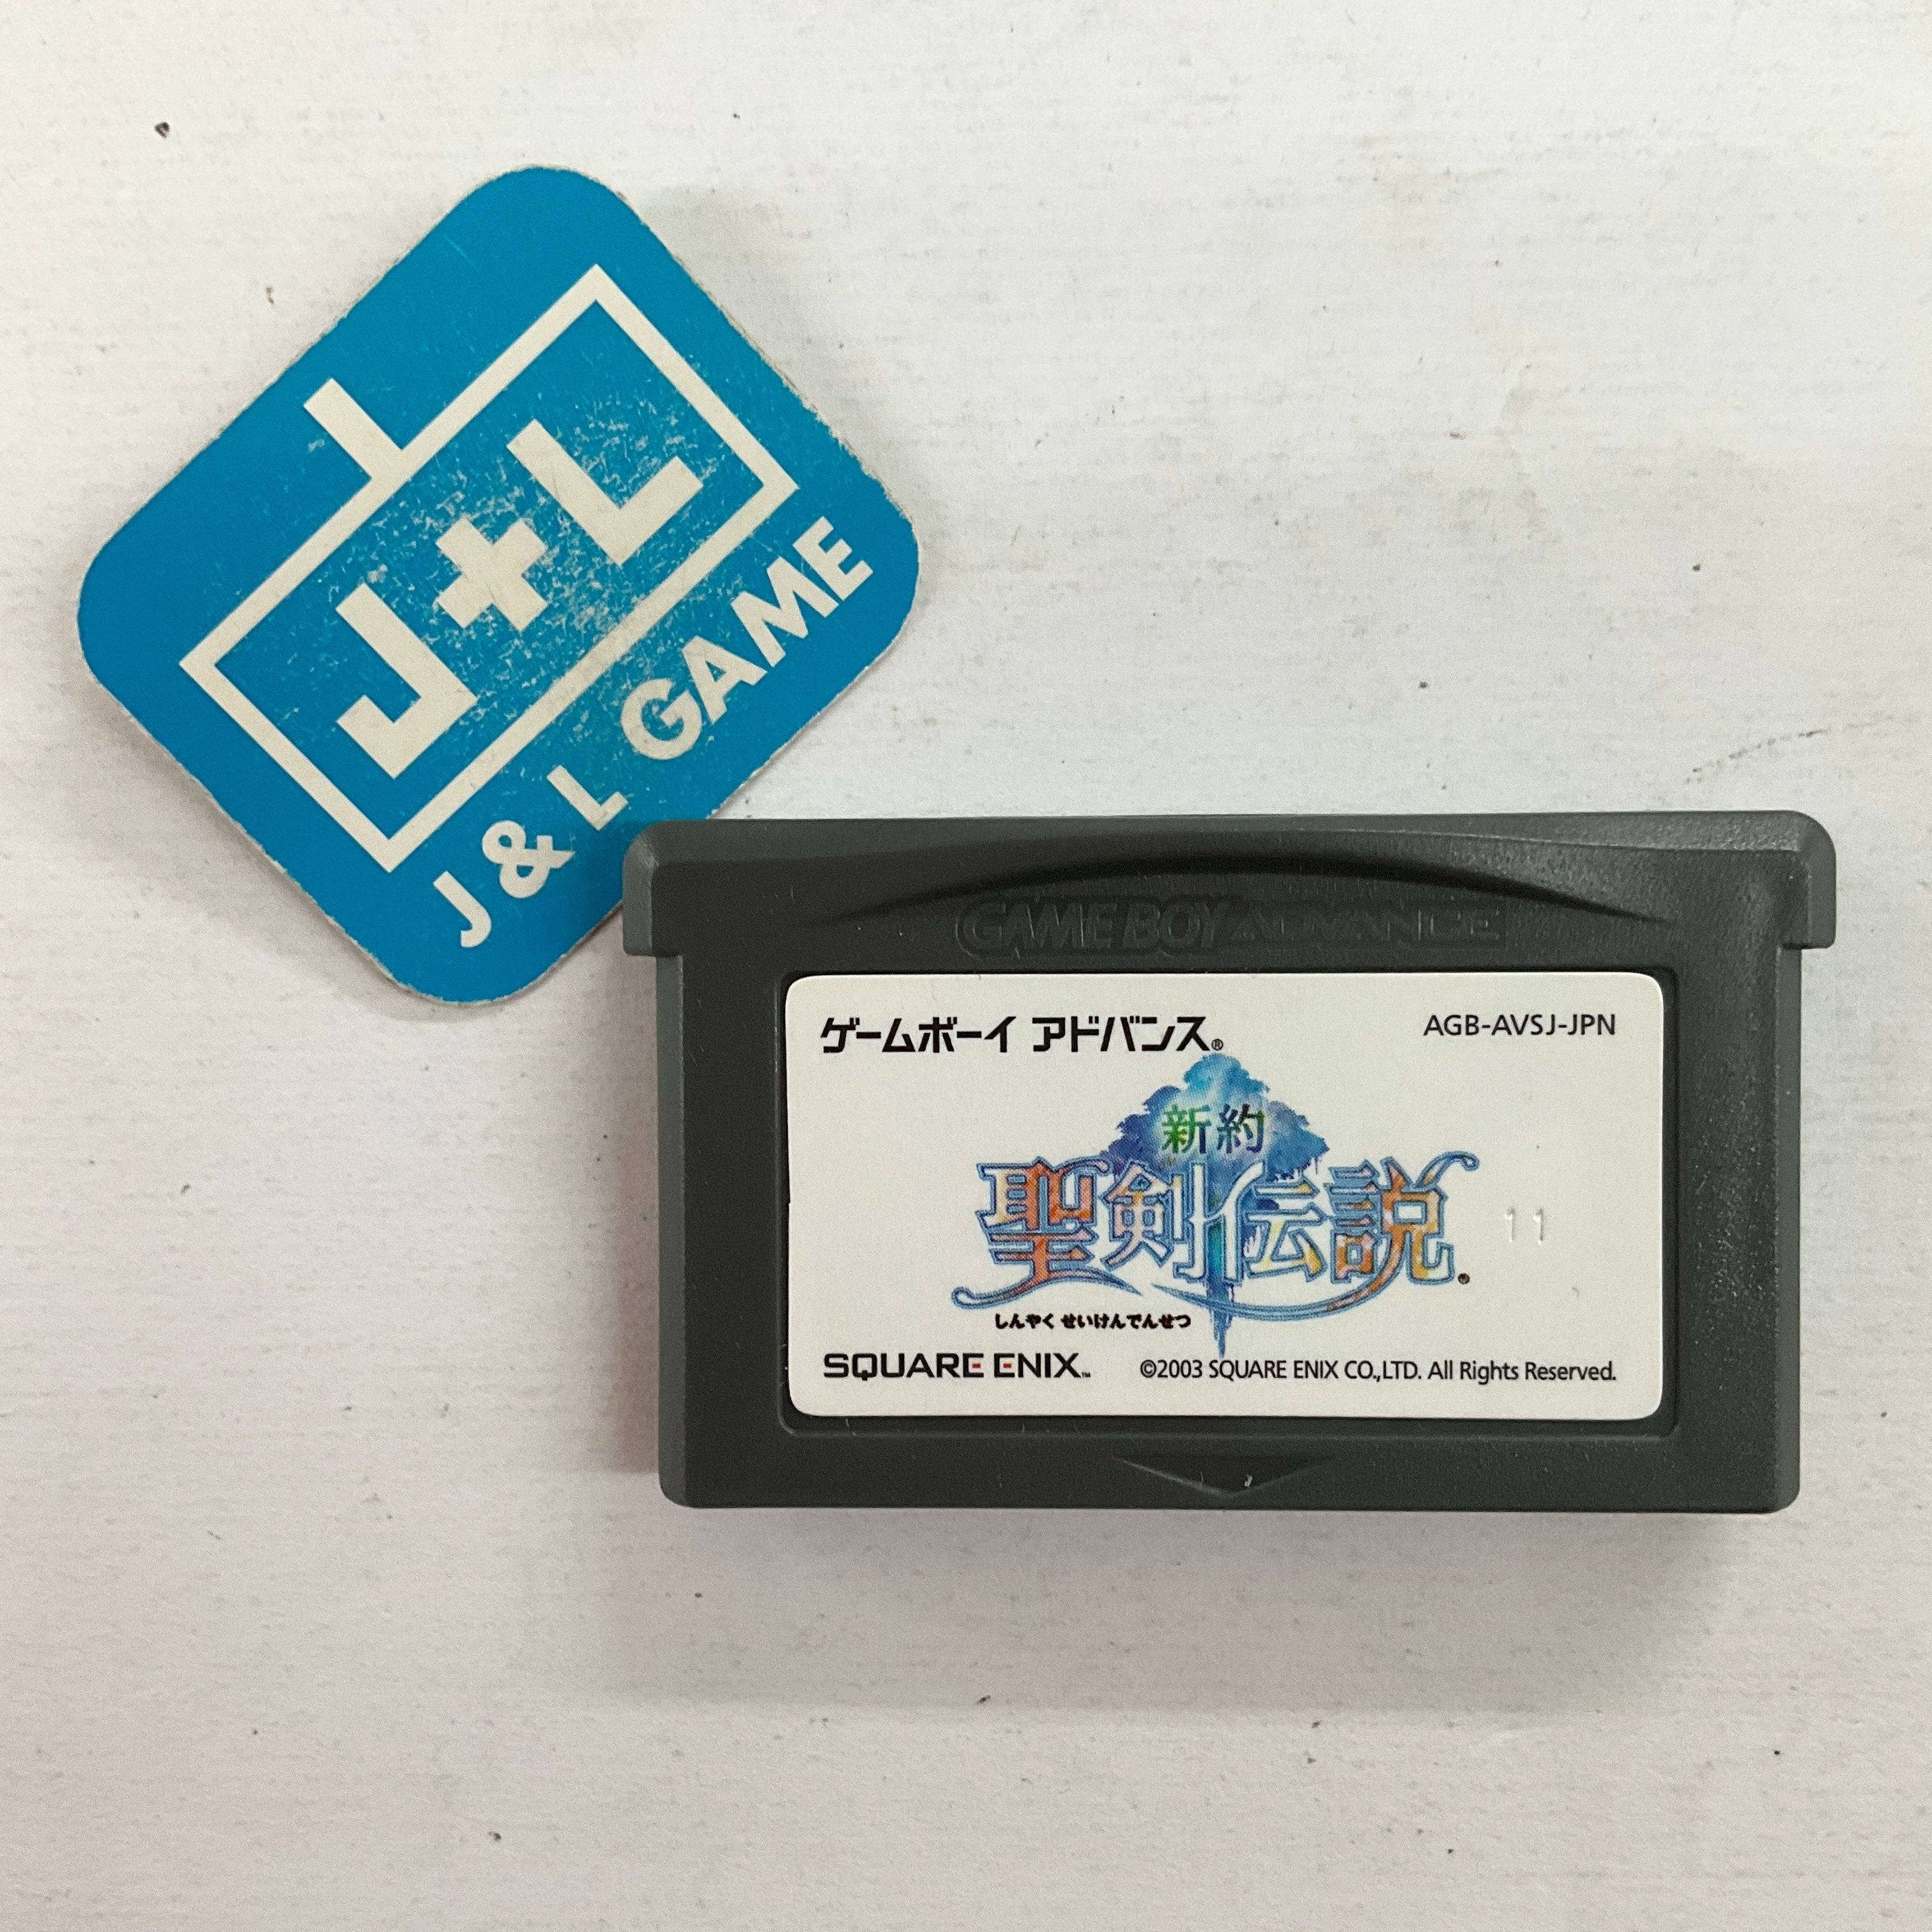 J+L
J & L GAME
GAME BOY ADVANCE
ゲームボーイ アドバンス®
AGB-AVSJ-JPN
新約
聖剣伝説
しんやく せいけんでんせつ
11
SQUARE ENIX™
©2003 SQUARE ENIX CO.,LTD. All Rights Reserved.